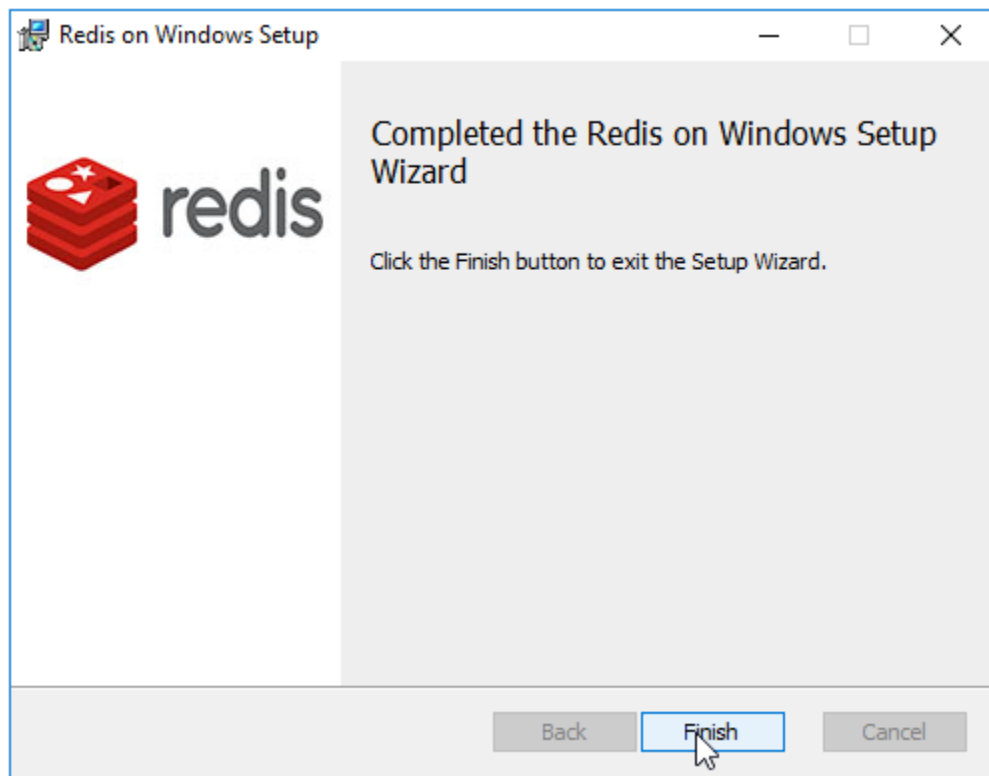 Redis on Windows Setup
redis
Completed the Redis on Windows Setup
Wizard
Click the Finish button to exit the Setup Wizard.
Back
Finish
Cancel